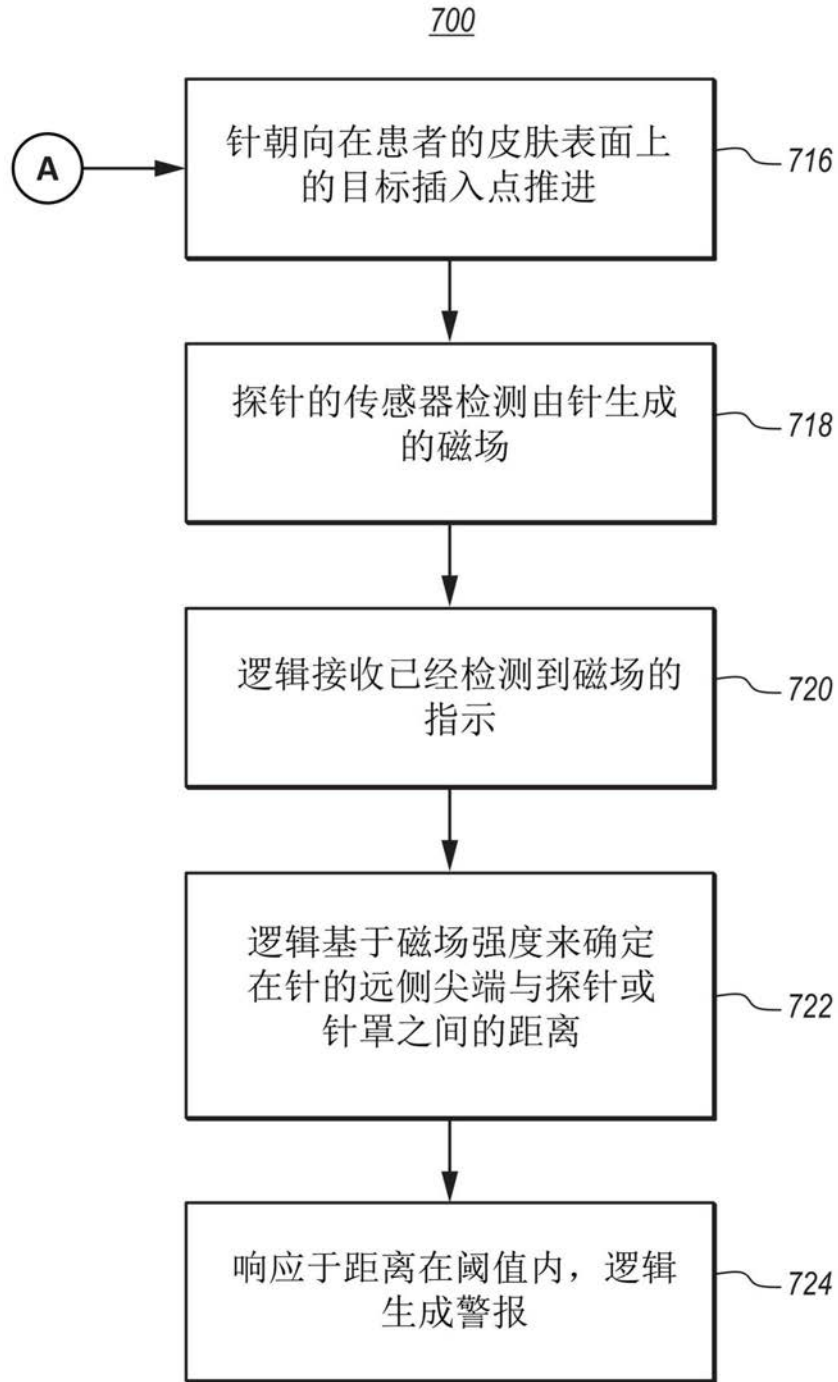 700
A
针朝向在患者的皮肤表面上
的目标插入点推进
716
探针的传感器检测由针生成
的磁场
718
逻辑接收已经检测到磁场的
指示
720
逻辑基于磁场强度来确定
在针的远侧尖端与探针或
针罩之间的距离
722
响应于距离在阈值内，逻辑
生成警报
724